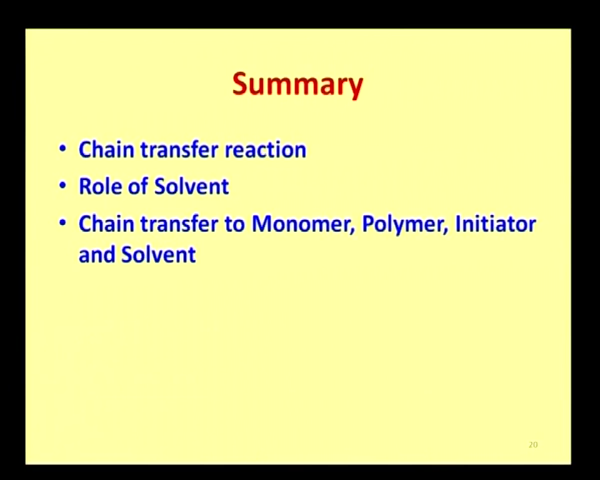 Summary
• Chain transfer reaction
• Role of Solvent
• Chain transfer to Monomer, Polymer, Initiator
and Solvent
20